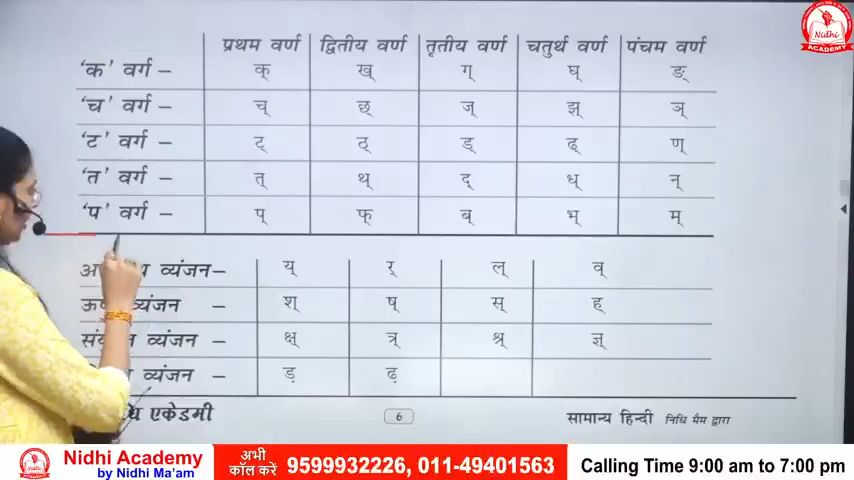 Nidhi
ACADEMY
प्रथम वर्ण द्वितीय वर्ण तृतीय वर्ण चतुर्थ वर्ण पंचम वर्ण
'क' वर्ग – क् ख् ग् घ् ङ्
'च' वर्ग – च् छ् ज् झ् ञ्
'ट' वर्ग – ट् ठ् ड् ढ् ण्
'त' वर्ग – त् थ् द् ध् न्
'प' वर्ग – प् फ् ब् भ् म्
व्यंजन– य् र् ल् व्
व्यंजन – श् ष् स् ह्
व्यंजन – क्ष् त्र् श्र् ज्ञ्
व्यंजन – ड़ ढ़
एकेडमी 6 सामान्य हिन्दी निधि मैम द्वारा
Nidhi Academy
by Nidhi Ma'am
अभी
कॉल करें 9599932226, 011-49401563 Calling Time 9:00 am to 7:00 pm